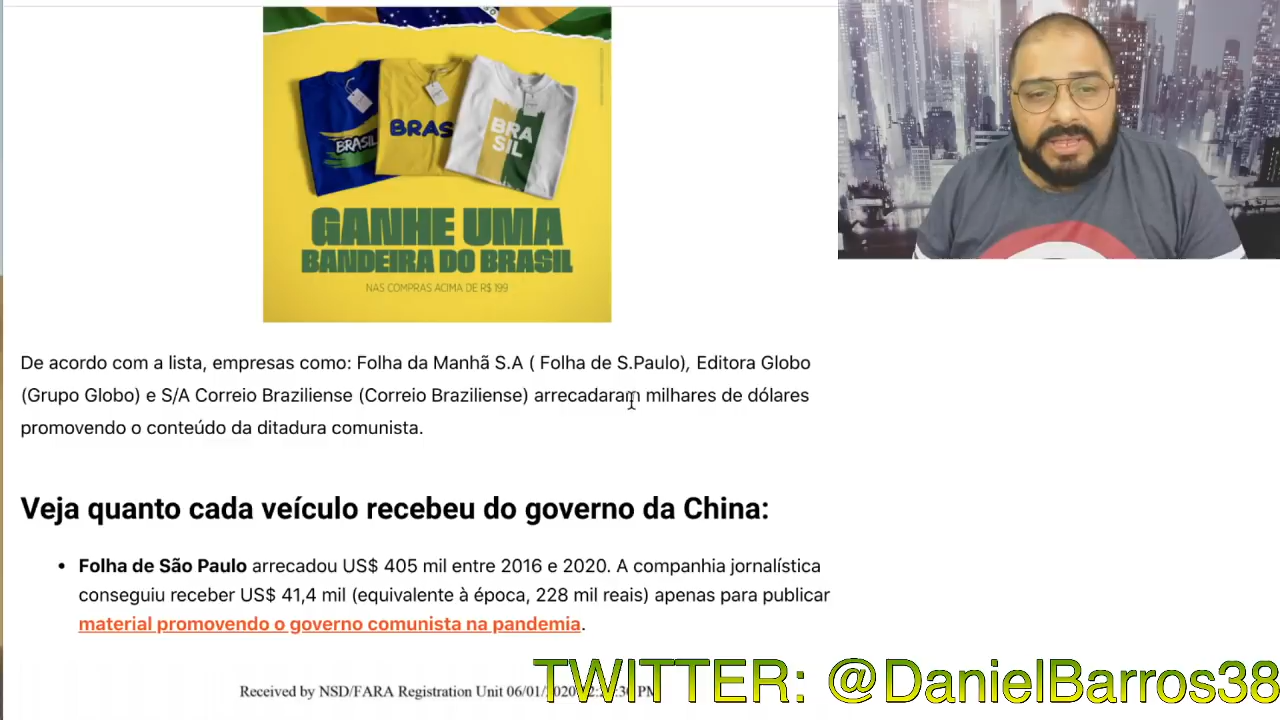 BRASIL
BRAS
BRA
SIL
GANHE UMA
BANDEIRA DO BRASIL
NAS COMPRAS ACIMA DE R$ 199
De acordo com a lista, empresas como: Folha da Manhã S.A ( Folha de S.Paulo), Editora Globo
(Grupo Globo) e S/A Correio Braziliense (Correio Braziliense) arrecadaram milhares de dólares
promovendo o conteúdo da ditadura comunista.
Veja quanto cada veículo recebeu do governo da China:
• Folha de São Paulo arrecadou US$ 405 mil entre 2016 e 2020. A companhia jornalística
conseguiu receber US$ 41,4 mil (equivalente à época, 228 mil reais) apenas para publicar
material promovendo o governo comunista na pandemia.
Received by NSD/FARA Registration Unit 06/01/2020
TWITTER: @DanielBarros38